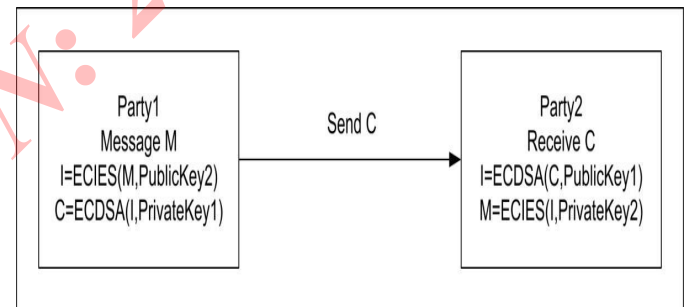 Party1
Message M
I=ECIES(M,PublicKey2)
C=ECDSA(I,PrivateKey1)
Send C
Party2
Receive C
I=ECDSA(C,PublicKey1)
M=ECIES(I,PrivateKey2)
N: